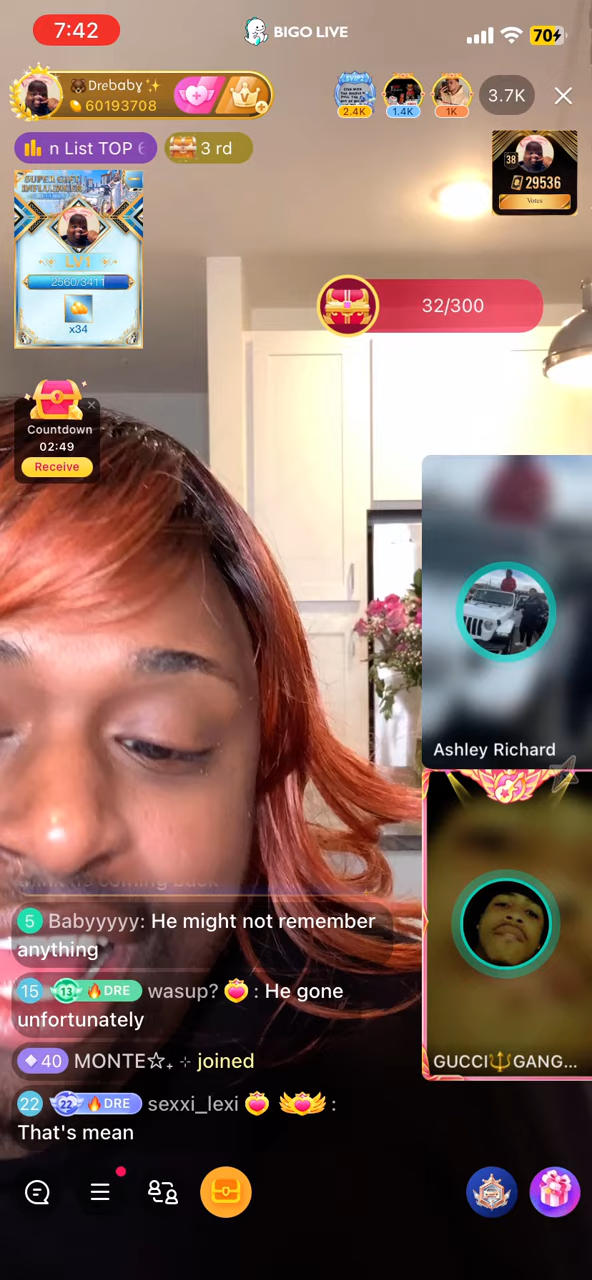 7:42
BIGO LIVE
70
Drebaby
60193708
2.4K
1.4K
1K
3.7K
n List TOP 6
3 rd
38
29536
Votes
SUPER GIFT
INFLUENCER
LV1
2560/3411
x34
32/300
Countdown
02:49
Receive
Ashley Richard
5 Babyyyyy: He might not remember
anything
15 13 🔥DRE wasup? : He gone
unfortunately
40 MONTE☆₊ ⊹ joined
22 22 🔥DRE sexxi_lexi :
That's mean
GUCCI🔱GANG...